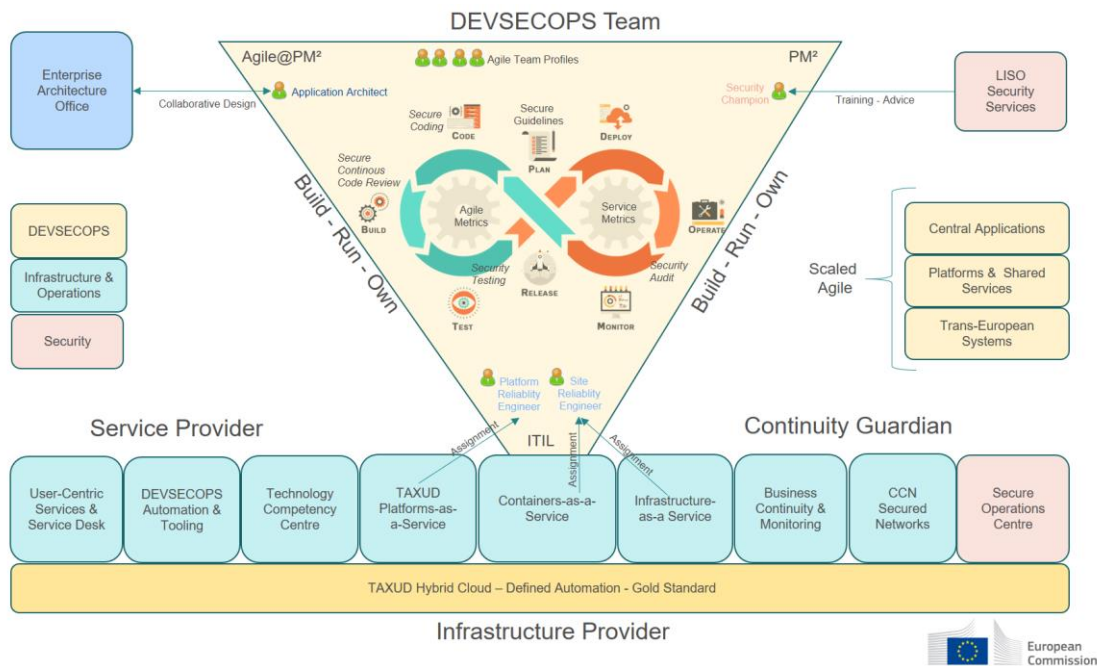 DEVSECOPS Team
Agile@PM²
Agile Team Profiles
PM²
Enterprise
Architecture
Office
Collaborative Design
Application Architect
Security
Champion
Training - Advice
LISO
Security
Services
Secure
Coding
CODE
Secure
Guidelines
PLAN
DEPLOY
Secure
Continous
Code Review
BUILD
Agile
Metrics
Service
Metrics
OPERATE
Security
Testing
TEST
RELEASE
Security
Audit
MONITOR
Build - Run - Own
Build - Run - Own
DEVSECOPS
Infrastructure &
Operations
Security
Scaled
Agile
Central Applications
Platforms & Shared
Services
Trans-European
Systems
Platform
Reliablity
Engineer
Site
Reliablity
Engineer
Service Provider
Assignment
ITIL
Assignment
Assignment
Continuity Guardian
User-Centric
Services &
Service Desk
DEVSECOPS
Automation &
Tooling
Technology
Competency
Centre
TAXUD
Platforms-as-
a-Service
Containers-as-a-
Service
Infrastructure-
as-a Service
Business
Continuity &
Monitoring
CCN
Secured
Networks
Secure
Operations
Centre
TAXUD Hybrid Cloud – Defined Automation - Gold Standard
Infrastructure Provider
European
Commission